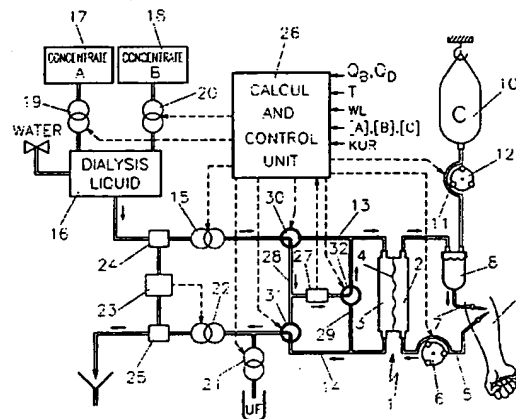 17
18
26
CONCENTRATE A
CONCENTRATE B
19
20
CALCUL AND CONTROL UNIT
QB, QD
T
WL
[A],[B],[C]
KUR
C
10
WATER
DIALYSIS LIQUID
12
11
16
15
30
13
8
24
28
27
32
4
2
23
22
31
29
3
7
25
21
14
1
6
5
UF